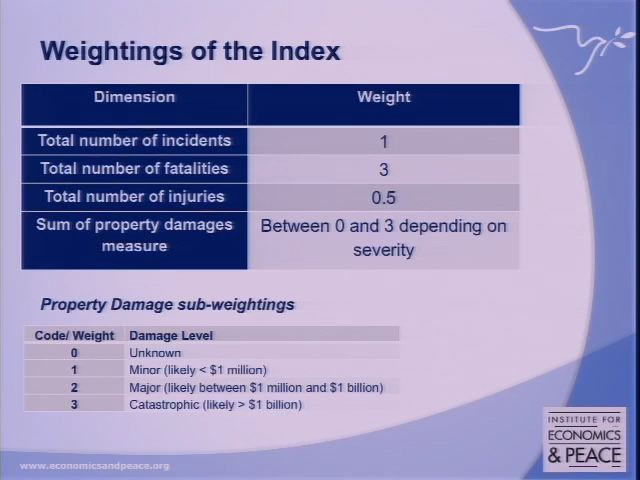 Weightings of the Index
Dimension Weight
Total number of incidents 1
Total number of fatalities 3
Total number of injuries 0.5
Sum of property damages measure Between 0 and 3 depending on severity
Property Damage sub-weightings
Code/ Weight Damage Level
0 Unknown
1 Minor (likely < $1 million)
2 Major (likely between $1 million and $1 billion)
3 Catastrophic (likely > $1 billion)
INSTITUTE FOR
ECONOMICS
& PEACE
www.economicsandpeace.org